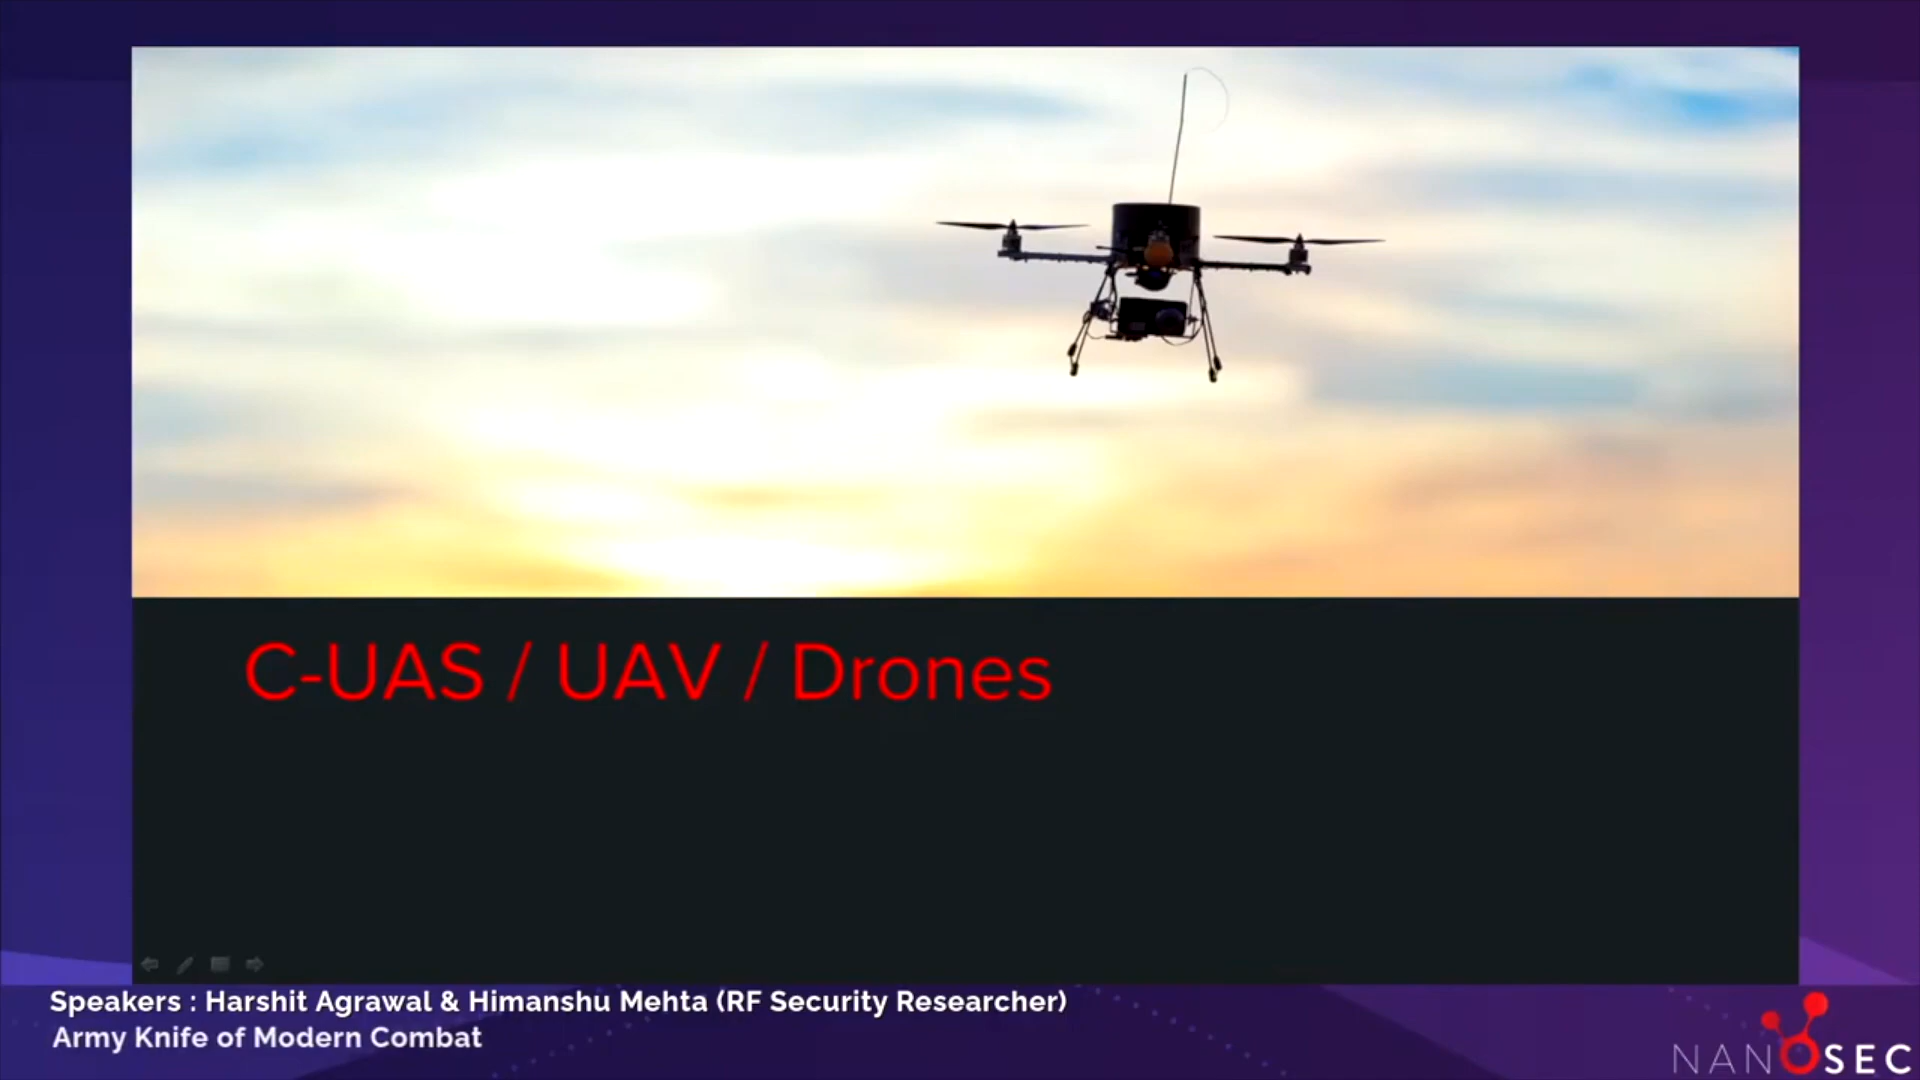 C-UAS / UAV / Drones
Speakers : Harshit Agrawal & Himanshu Mehta (RF Security Researcher)
Army Knife of Modern Combat
NANOSEC